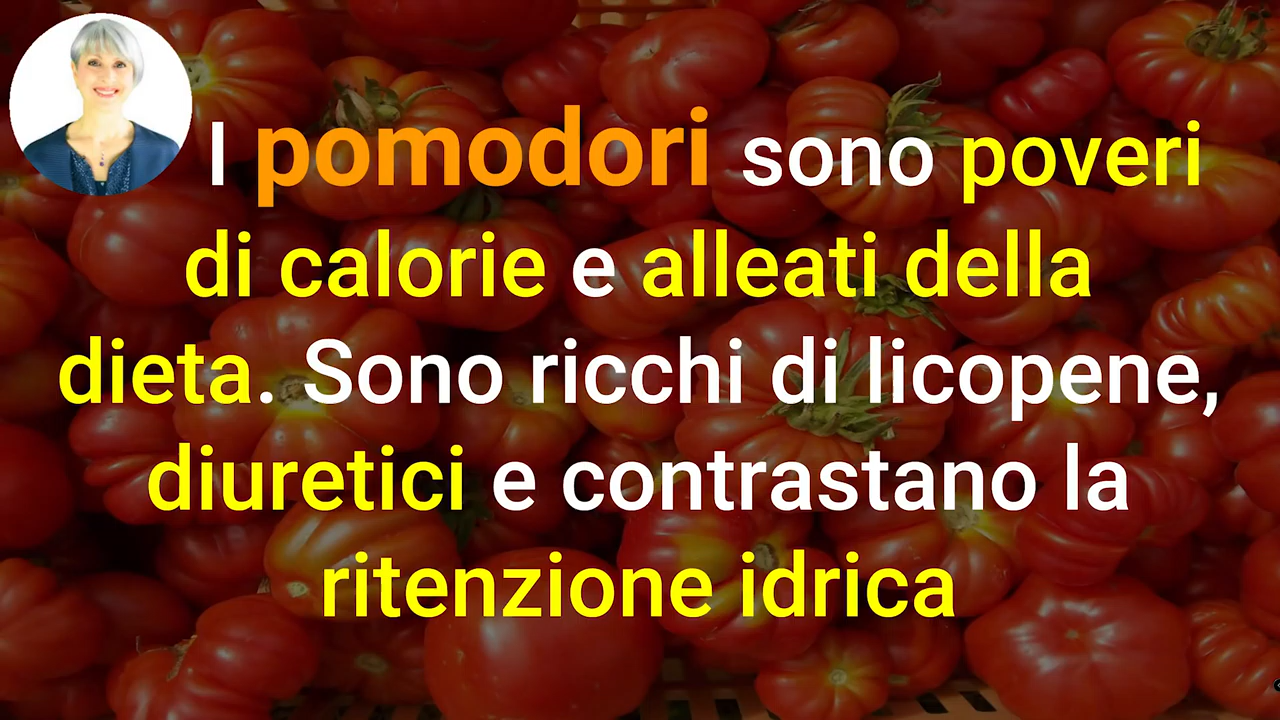 I pomodori sono poveri
di calorie e alleati della
dieta. Sono ricchi di licopene,
diuretici e contrastano la
ritenzione idrica